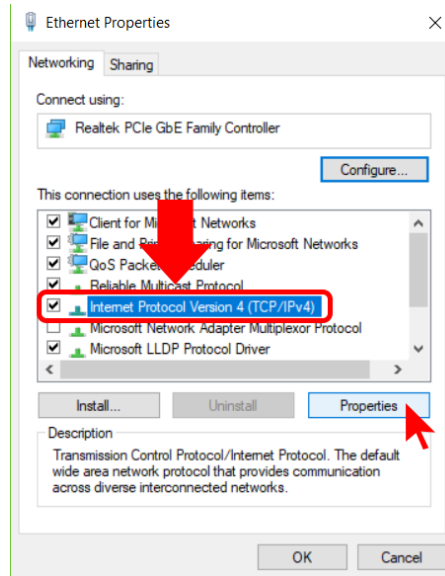 Ethernet Properties
Networking Sharing
Connect using:
Realtek PCIe GbE Family Controller
Configure...
This connection uses the following items:
Client for Mi t Networks
File and Pri aring for Microsoft Networks
QoS Packe eduler
Reliable Multicast Protocol
Internet Protocol Version 4 (TCP/IPv4)
Microsoft Network Adapter Multiplexor Protocol
Microsoft LLDP Protocol Driver
Install... Uninstall Properties
Description
Transmission Control Protocol/Internet Protocol. The default
wide area network protocol that provides communication
across diverse interconnected networks.
OK Cancel